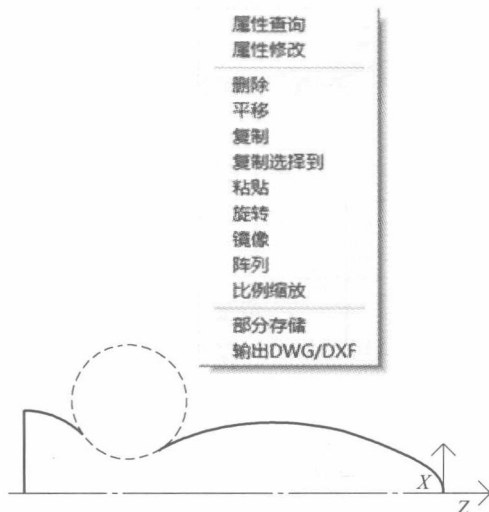 属性查询
属性修改
删除
平移
复制
复制选择到
粘贴
旋转
镜像
阵列
比例缩放
部分存储
输出DWG/DXF
X
Z